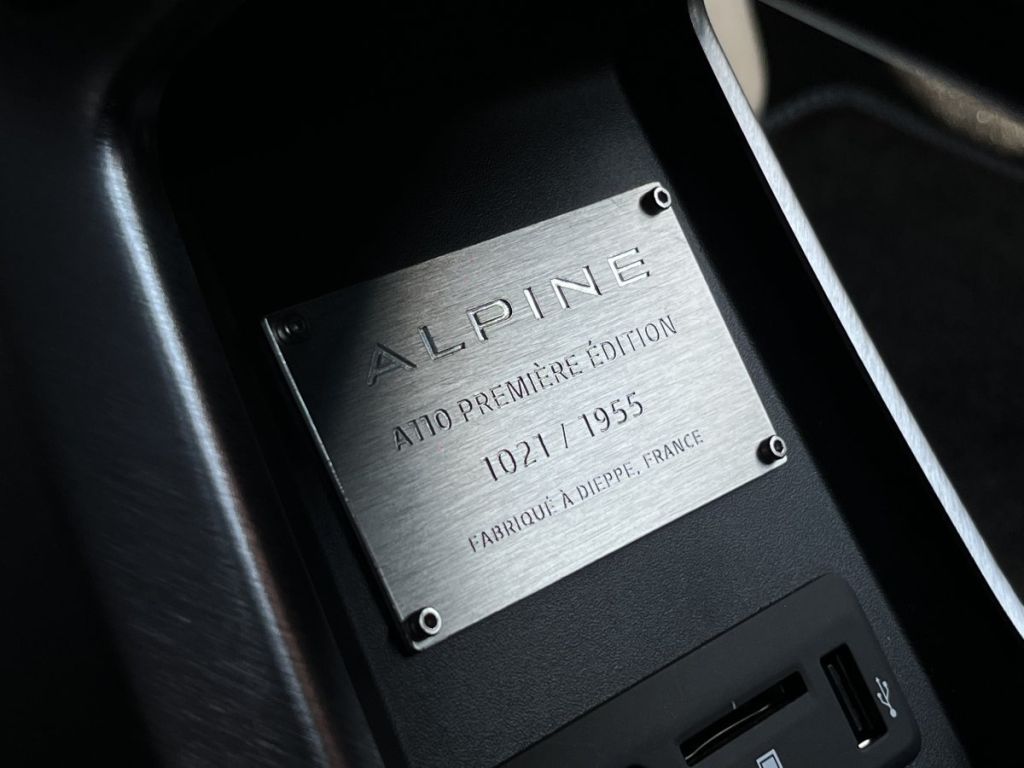 ALPINE
A110 PREMIÈRE ÉDITION
1021 / 1955
FABRIQUÉ À DIEPPE, FRANCE